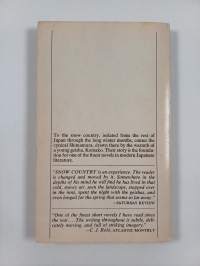 To the snow country, isolated from the rest of
Japan through the long winter months, comes the
cynical Shimamura, drawn there by the warmth of
a young geisha, Komako. Their story is the founda-
tion for one of the finest novels in modern Japanese
literature.
"SNOW COUNTRY is an experience. The reader
is changed and moved by it. Somewhere in the
depths of his mind he will find he has lived in that
cold, snowy air, seen the landscape, stopped over
in the inns, spent the night with the geishas, and
even longed for the spring that seems so far away."
—SATURDAY REVIEW
"One of the finest short novels I have read since
the war. ... The writing throughout is subtle, deli-
cately moving, and full of striking imagery."
—C. J. Rolo, ATLANTIC MONTHLY